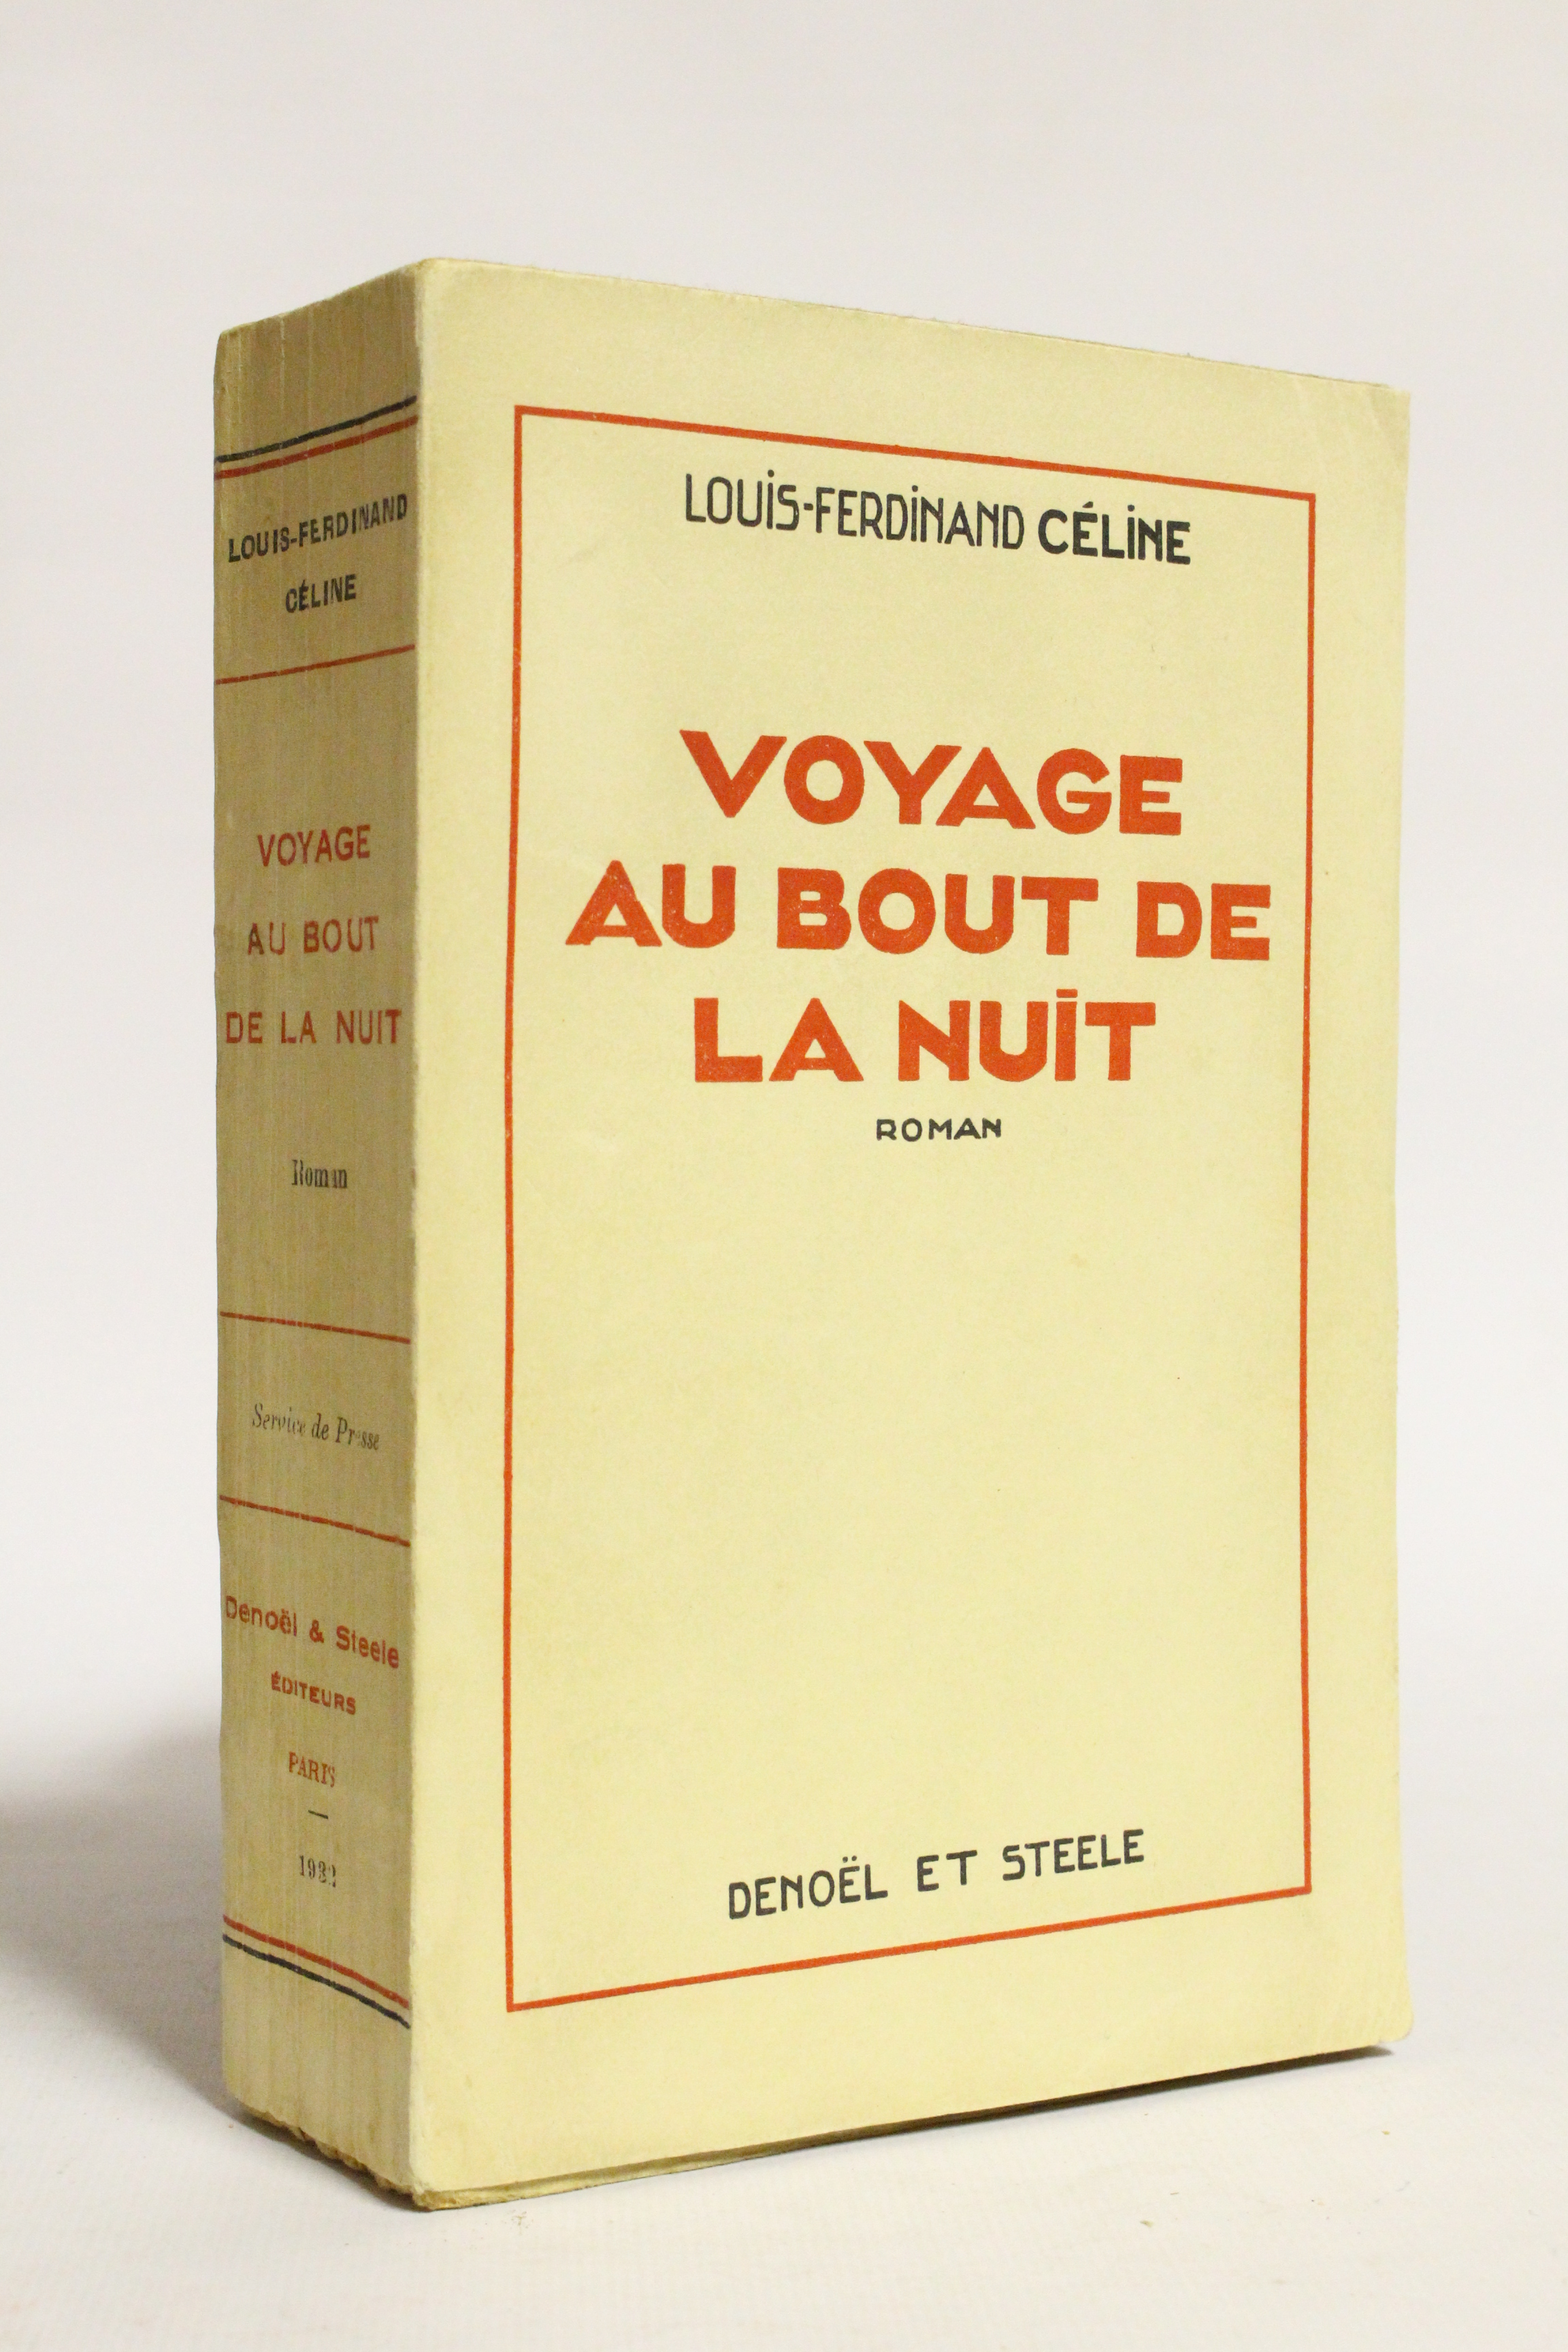 LOUIS-FERDINAND
CÉLINE
VOYAGE
AU BOUT
DE LA NUIT
Roman
Service de Presse
Denoël & Steele
ÉDITEURS
PARIS
1932
LOUIS-FERDINAND CÉLINE
VOYAGE
AU BOUT DE
LA NUIT
ROMAN
DENOËL ET STEELE